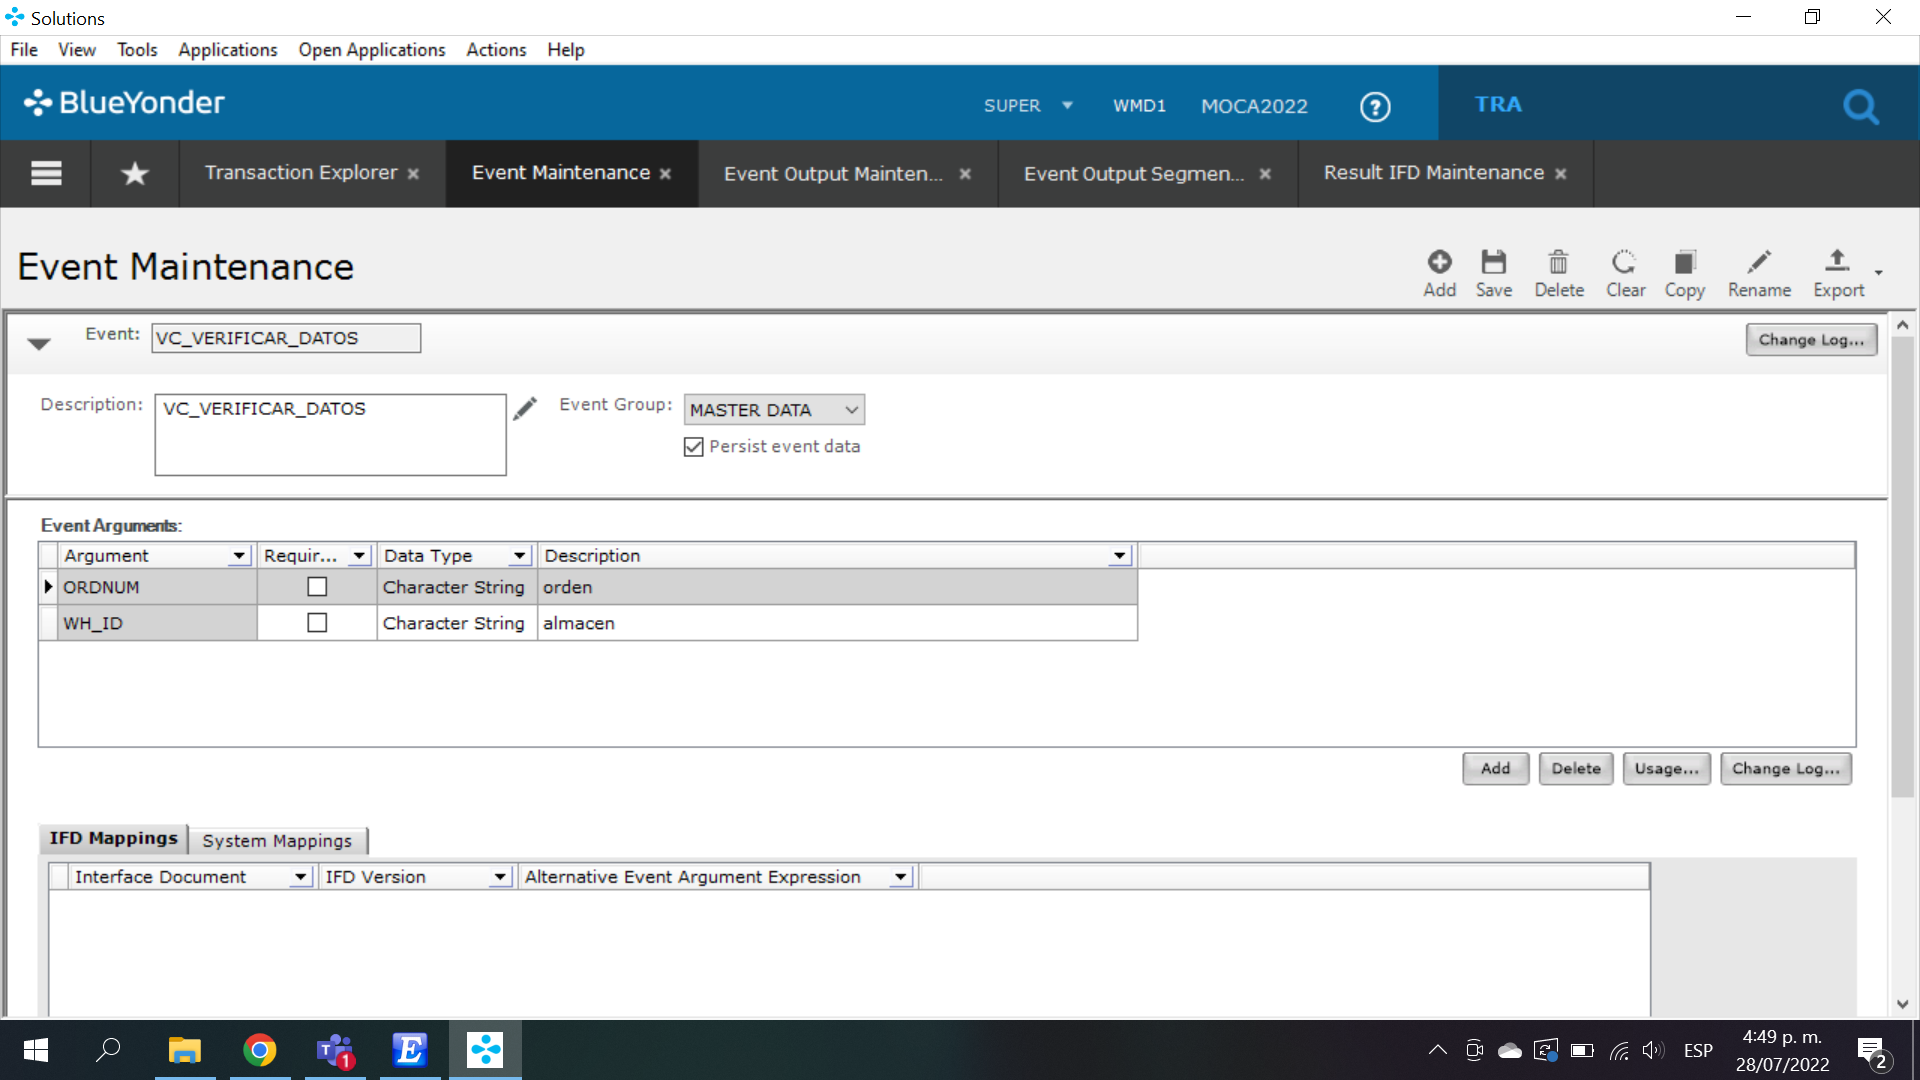 Solutions
File View Tools Applications Open Applications Actions Help
BlueYonder SUPER WMD1 MOCA2022 ? TRA
Transaction Explorer × Event Maintenance × Event Output Mainten... × Event Output Segmen... × Result IFD Maintenance ×
Event Maintenance
Add Save Delete Clear Copy Rename Export
Event: VC_VERIFICAR_DATOS Change Log...
Description: VC_VERIFICAR_DATOS Event Group: MASTER DATA
Persist event data
Event Arguments:
Argument Requir... Data Type Description
ORDNUM Character String orden
WH_ID Character String almacen
Add Delete Usage... Change Log...
IFD Mappings System Mappings
Interface Document IFD Version Alternative Event Argument Expression
T 1 E ESP 4:49 p. m.
28/07/2022 2